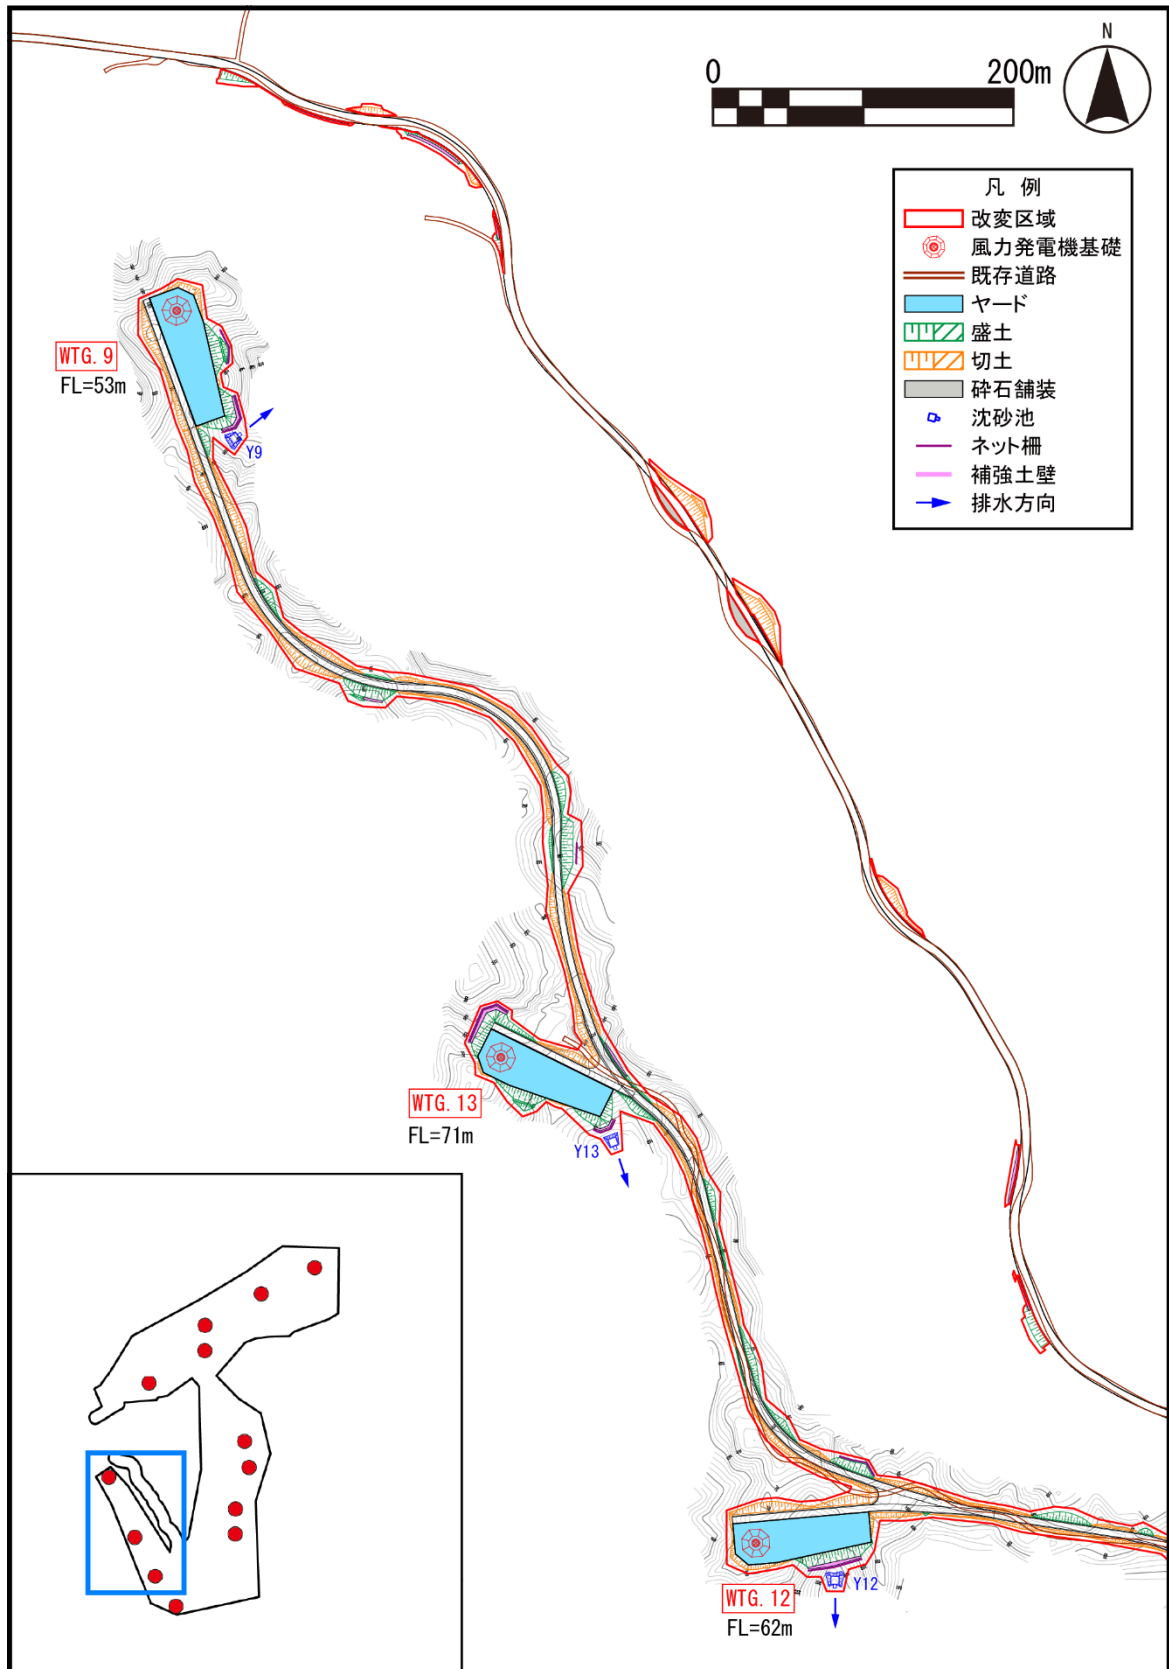 0 200m
N
凡 例
改変区域
風力発電機基礎
既存道路
ヤード
盛土
切土
砕石舗装
沈砂池
ネット柵
補強土壁
排水方向
WTG. 9
FL=53m
Y9
WTG. 13
FL=71m
Y13
WTG. 12
FL=62m
Y12